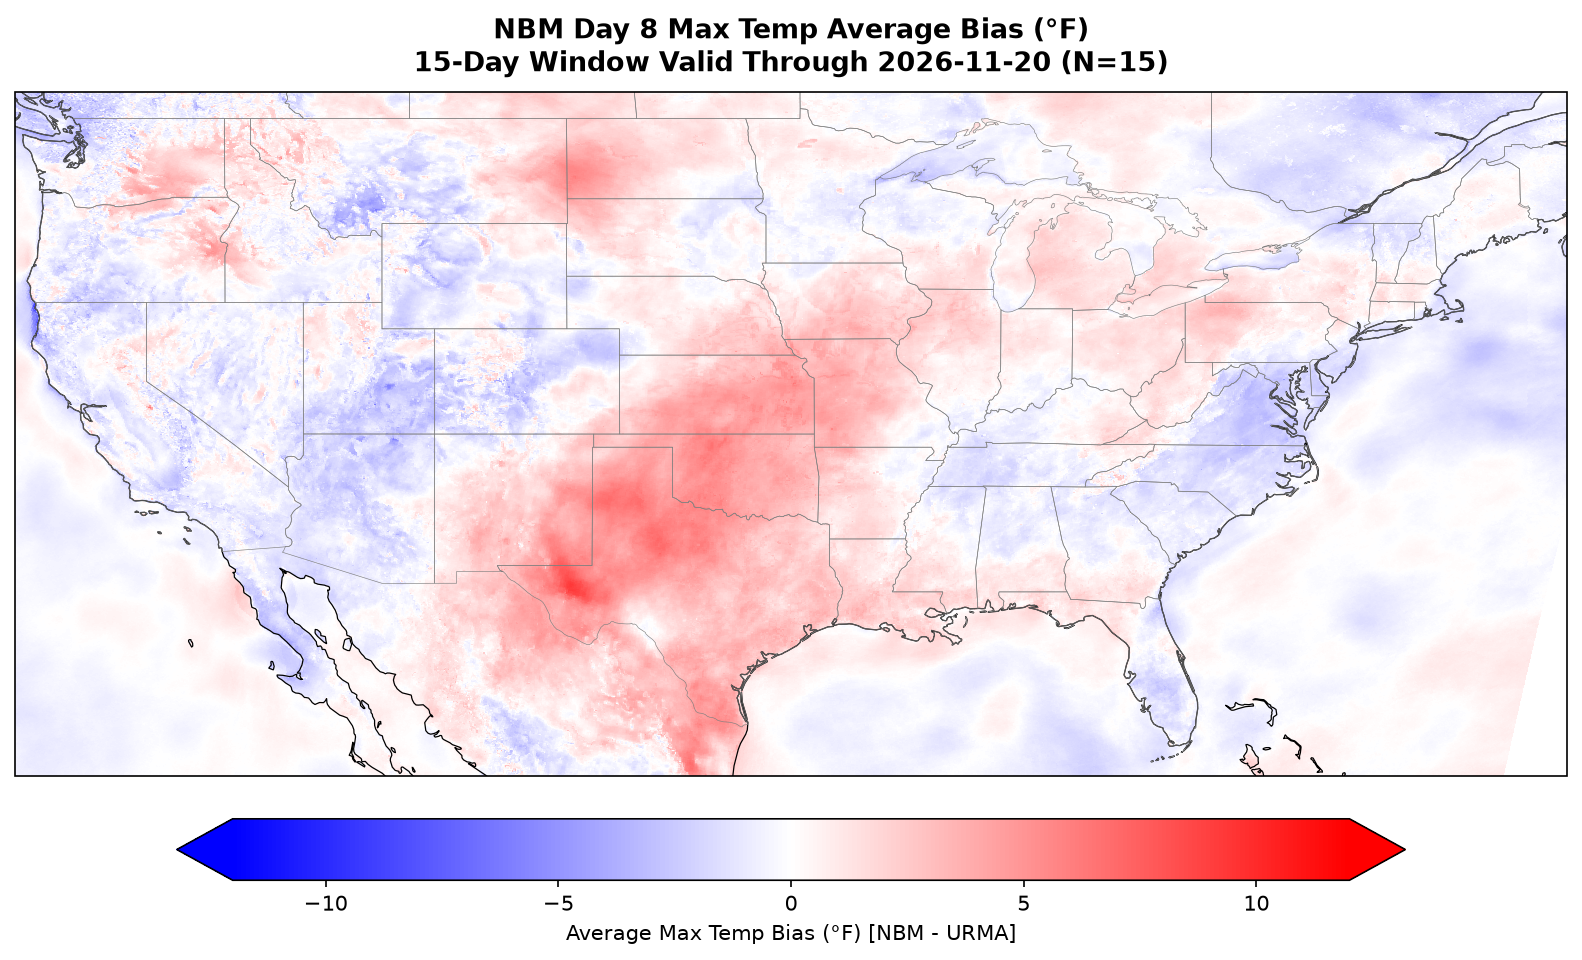 NBM Day 8 Max Temp Average Bias (°F)
15-Day Window Valid Through 2026-11-20 (N=15)
−10 −5 0 5 10
Average Max Temp Bias (°F) [NBM - URMA]